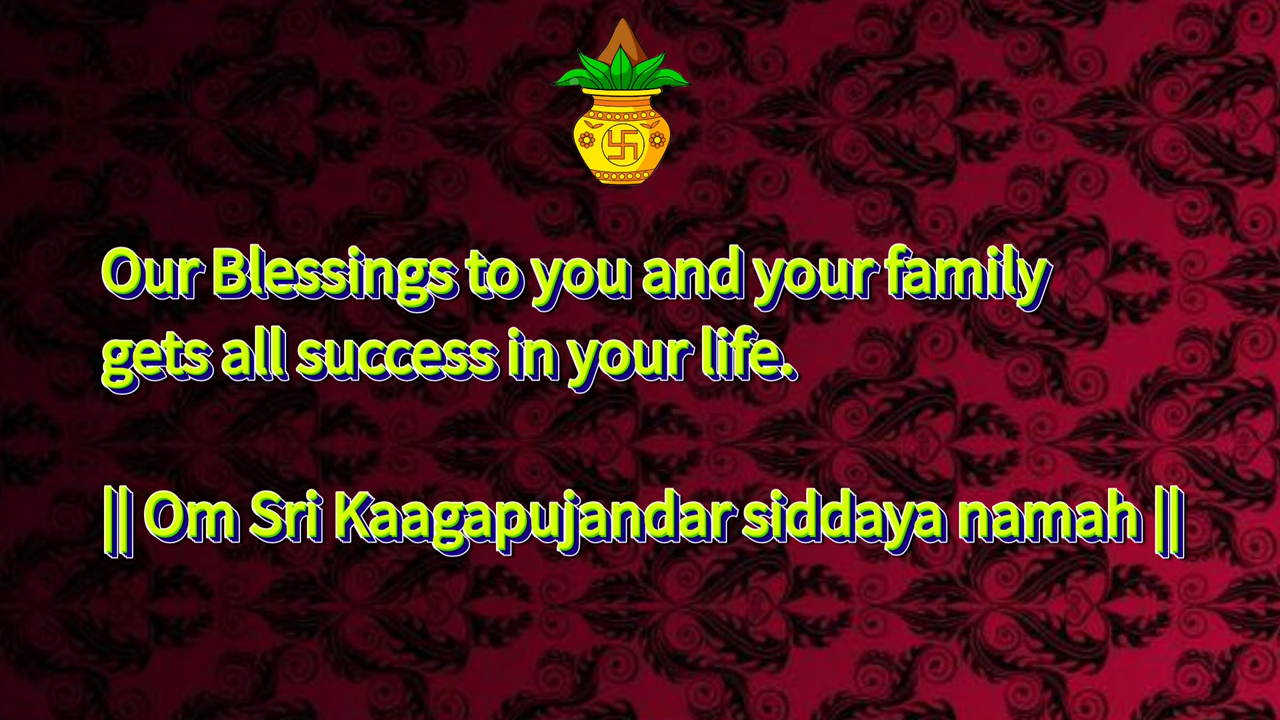 Our Blessings to you and your family
gets all success in your life.
|| Om Sri Kaagapujandar siddaya namah ||